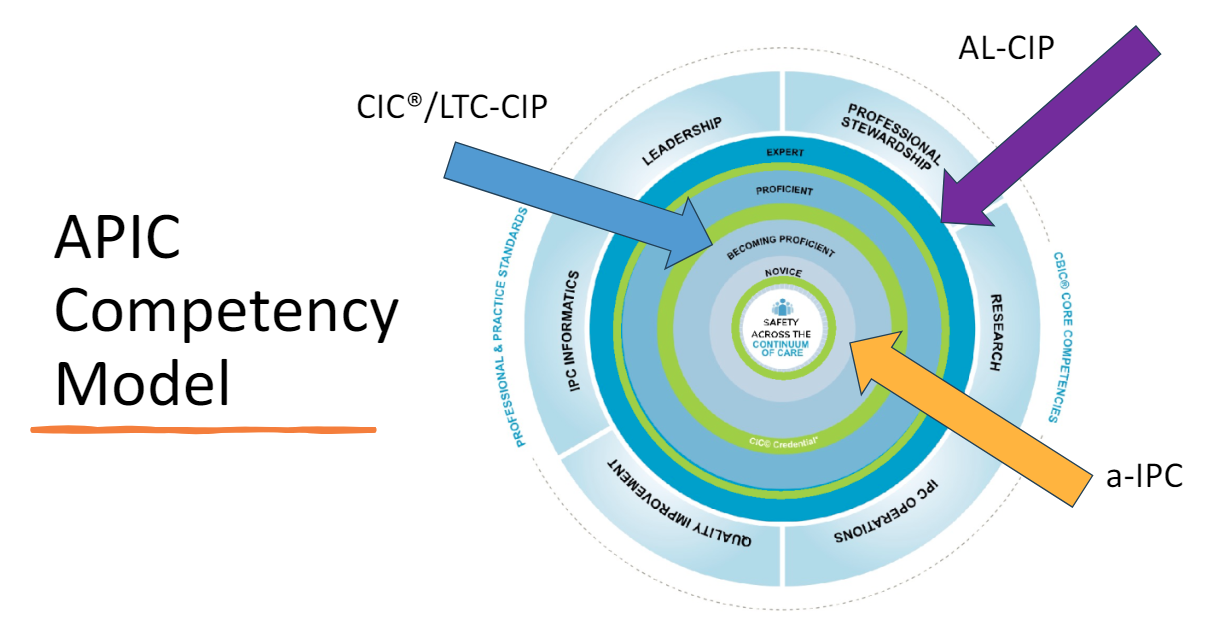 APIC
Competency
Model
CIC®/LTC-CIP
AL-CIP
a-IPC
LEADERSHIP
PROFESSIONAL
STEWARDSHIP
RESEARCH
IPC OPERATIONS
QUALITY IMPROVEMENT
IPC INFORMATICS
PROFESSIONAL & PRACTICE STANDARDS
CBIC® CORE COMPETENCIES
EXPERT
PROFICIENT
BECOMING PROFICIENT
NOVICE
SAFETY
ACROSS THE
CONTINUUM
OF CARE
CIC® Credential*